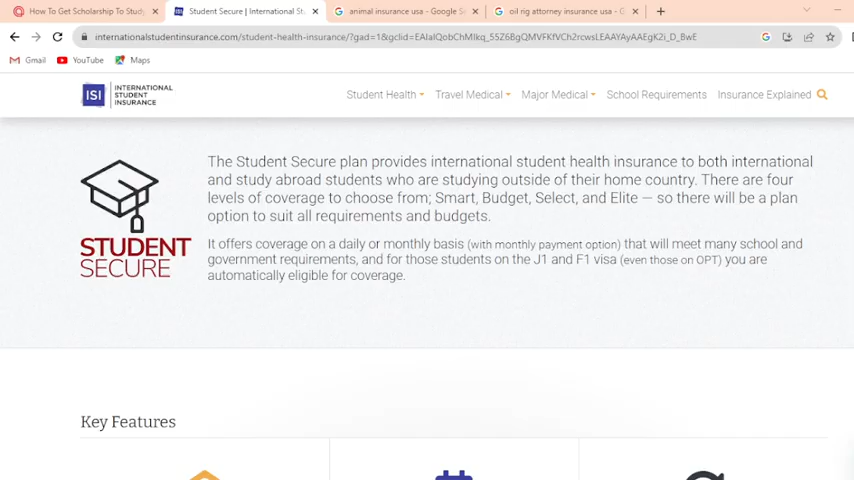 How To Get Scholarship To Study
Student Secure | International St
animal insurance usa - Google Se
oil rig attorney insurance usa - G
internationalstudentinsurance.com/student-health-insurance/?gad=1&gclid=EAIaIQobChMIkq_55Z6BgQMVFKfVCh2rcwsLEAAYAyAAEgK2i_D_BwE
Gmail YouTube Maps
ISI INTERNATIONAL
STUDENT
INSURANCE
Student Health Travel Medical Major Medical School Requirements Insurance Explained
The Student Secure plan provides international student health insurance to both international
and study abroad students who are studying outside of their home country. There are four
levels of coverage to choose from; Smart, Budget, Select, and Elite — so there will be a plan
option to suit all requirements and budgets.
STUDENT
SECURE
It offers coverage on a daily or monthly basis (with monthly payment option) that will meet many school and
government requirements, and for those students on the J1 and F1 visa (even those on OPT) you are
automatically eligible for coverage.
Key Features